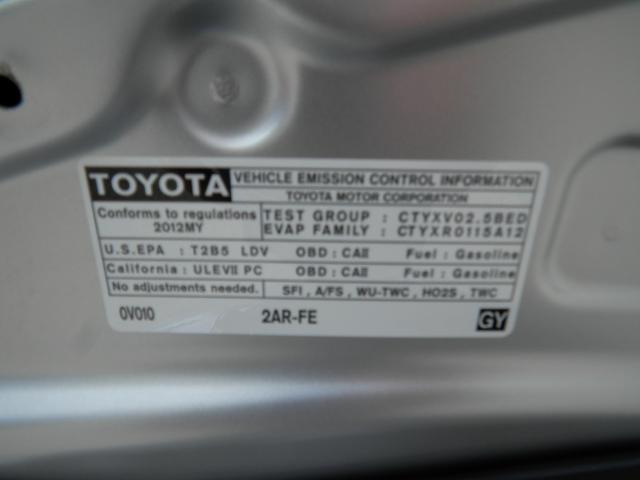 TOYOTA VEHICLE EMISSION CONTROL INFORMATION
TOYOTA MOTOR CORPORATION
Conforms to regulations
2012MY
TEST GROUP : CTYXV02.5BED
EVAP FAMILY : CTYXR0115A12
U.S.EPA : T2B5 LDV OBD : CAII Fuel : Gasoline
California : ULEVII PC OBD : CAII Fuel : Gasoline
No adjustments needed. SFI , A/FS , WU-TWC , HO2S , TWC
0V010 2AR-FE GY